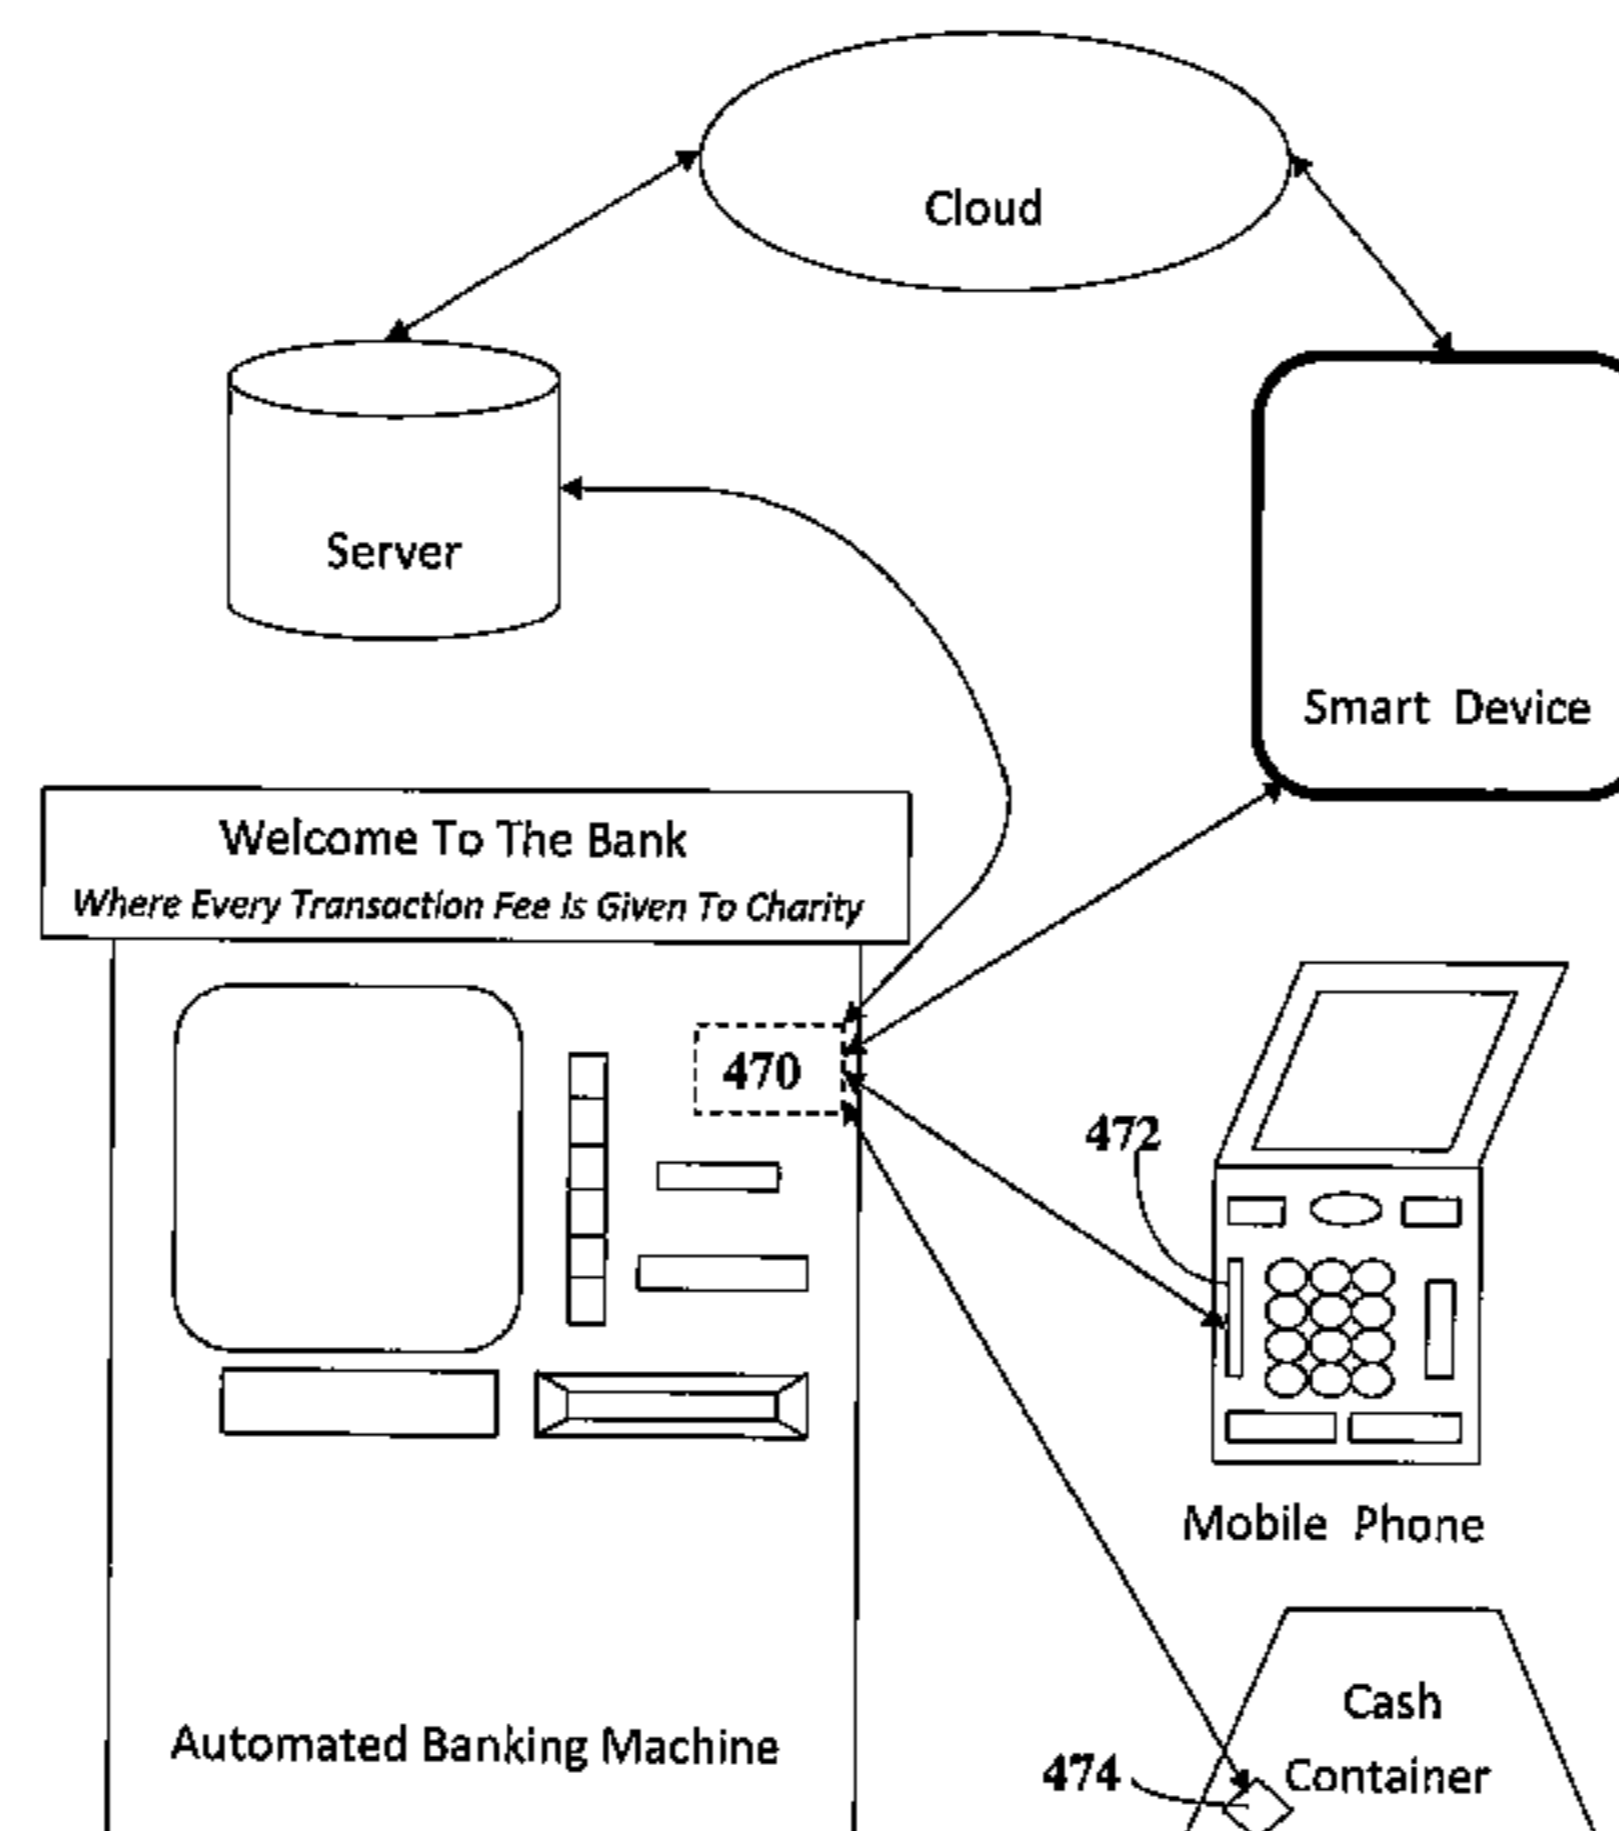 Cloud
Server
Smart Device
Welcome To The Bank
Where Every Transaction Fee Is Given To Charity
470
472
Mobile Phone
Cash
Container
Automated Banking Machine
474